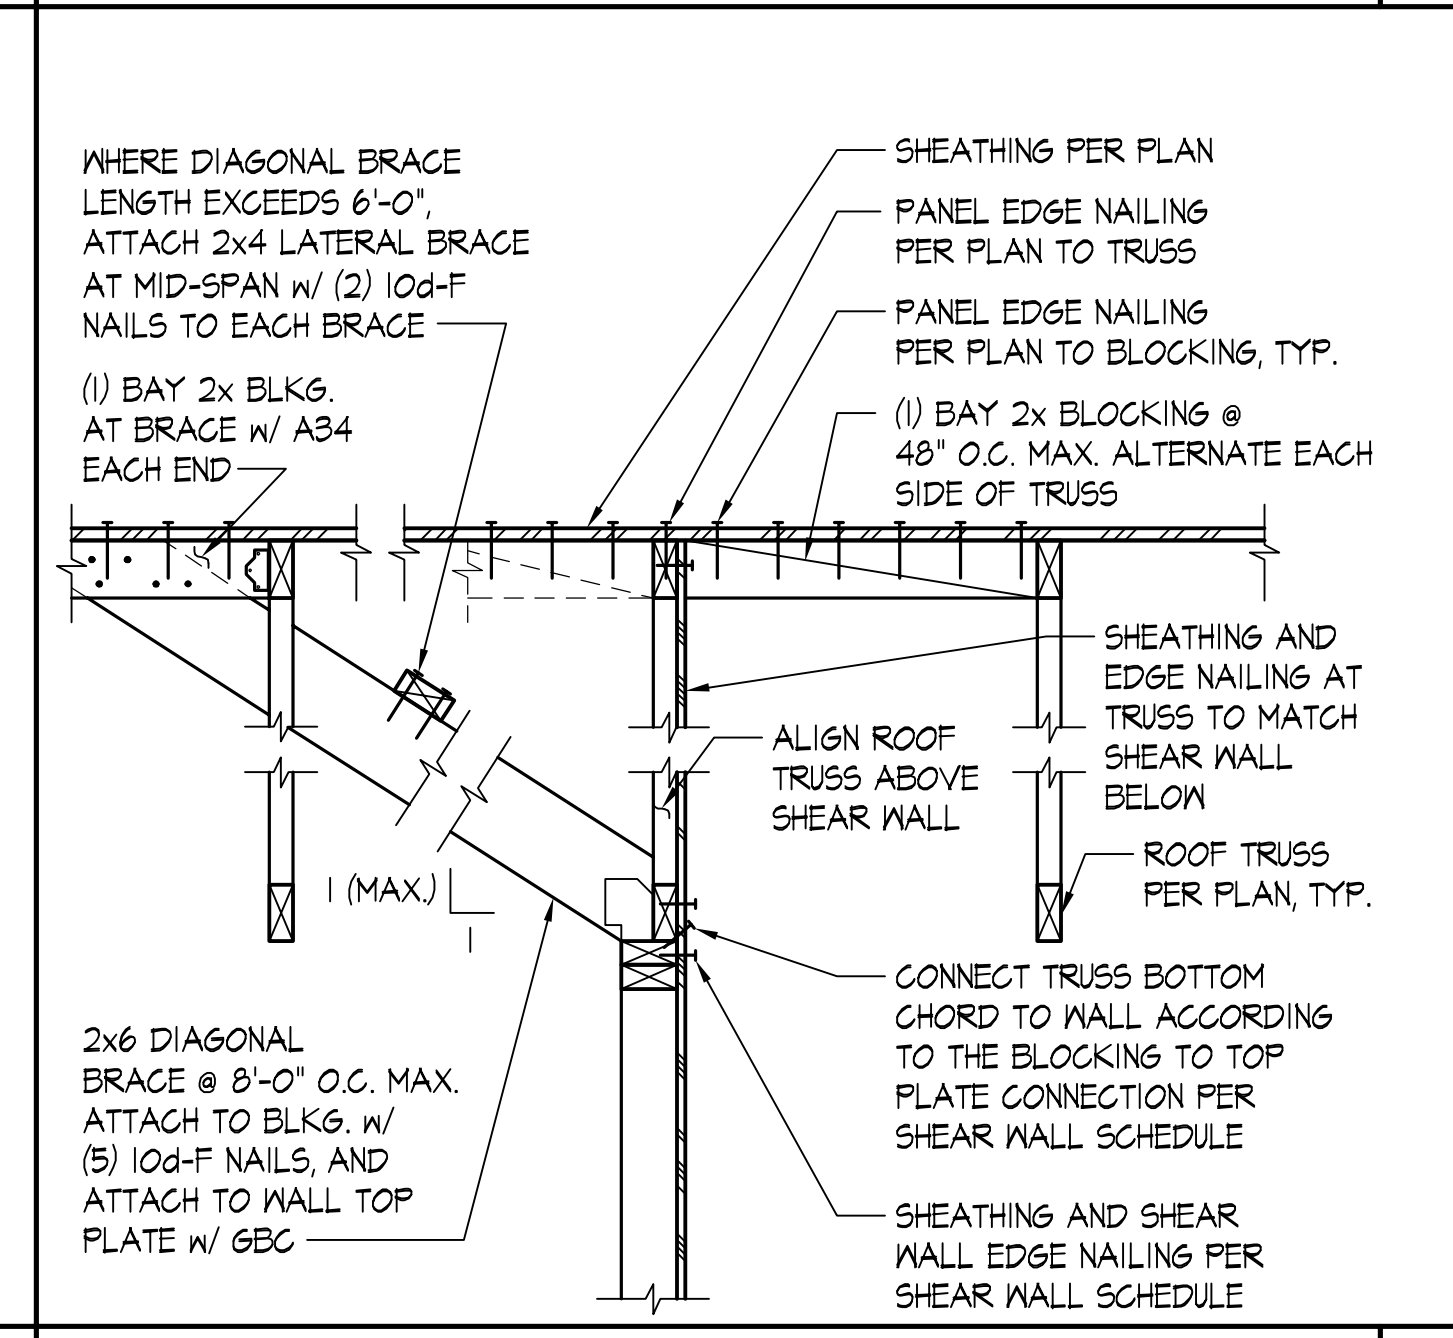 WHERE DIAGONAL BRACE
LENGTH EXCEEDS 6'-0",
ATTACH 2x4 LATERAL BRACE
AT MID-SPAN W/ (2) 10d-F
NAILS TO EACH BRACE
(1) BAY 2x BLKG.
AT BRACE W/ A34
EACH END
SHEATHING PER PLAN
PANEL EDGE NAILING
PER PLAN TO TRUSS
PANEL EDGE NAILING
PER PLAN TO BLOCKING, TYP.
(1) BAY 2x BLOCKING @
48" O.C. MAX. ALTERNATE EACH
SIDE OF TRUSS
SHEATHING AND
EDGE NAILING AT
TRUSS TO MATCH
SHEAR WALL
BELOW
ALIGN ROOF
TRUSS ABOVE
SHEAR WALL
ROOF TRUSS
PER PLAN, TYP.
1 (MAX.)
1
2x6 DIAGONAL
BRACE @ 8'-0" O.C. MAX.
ATTACH TO BLKG. W/
(5) 10d-F NAILS, AND
ATTACH TO WALL TOP
PLATE W/ GBC
CONNECT TRUSS BOTTOM
CHORD TO WALL ACCORDING
TO THE BLOCKING TO TOP
PLATE CONNECTION PER
SHEAR WALL SCHEDULE
SHEATHING AND SHEAR
WALL EDGE NAILING PER
SHEAR WALL SCHEDULE